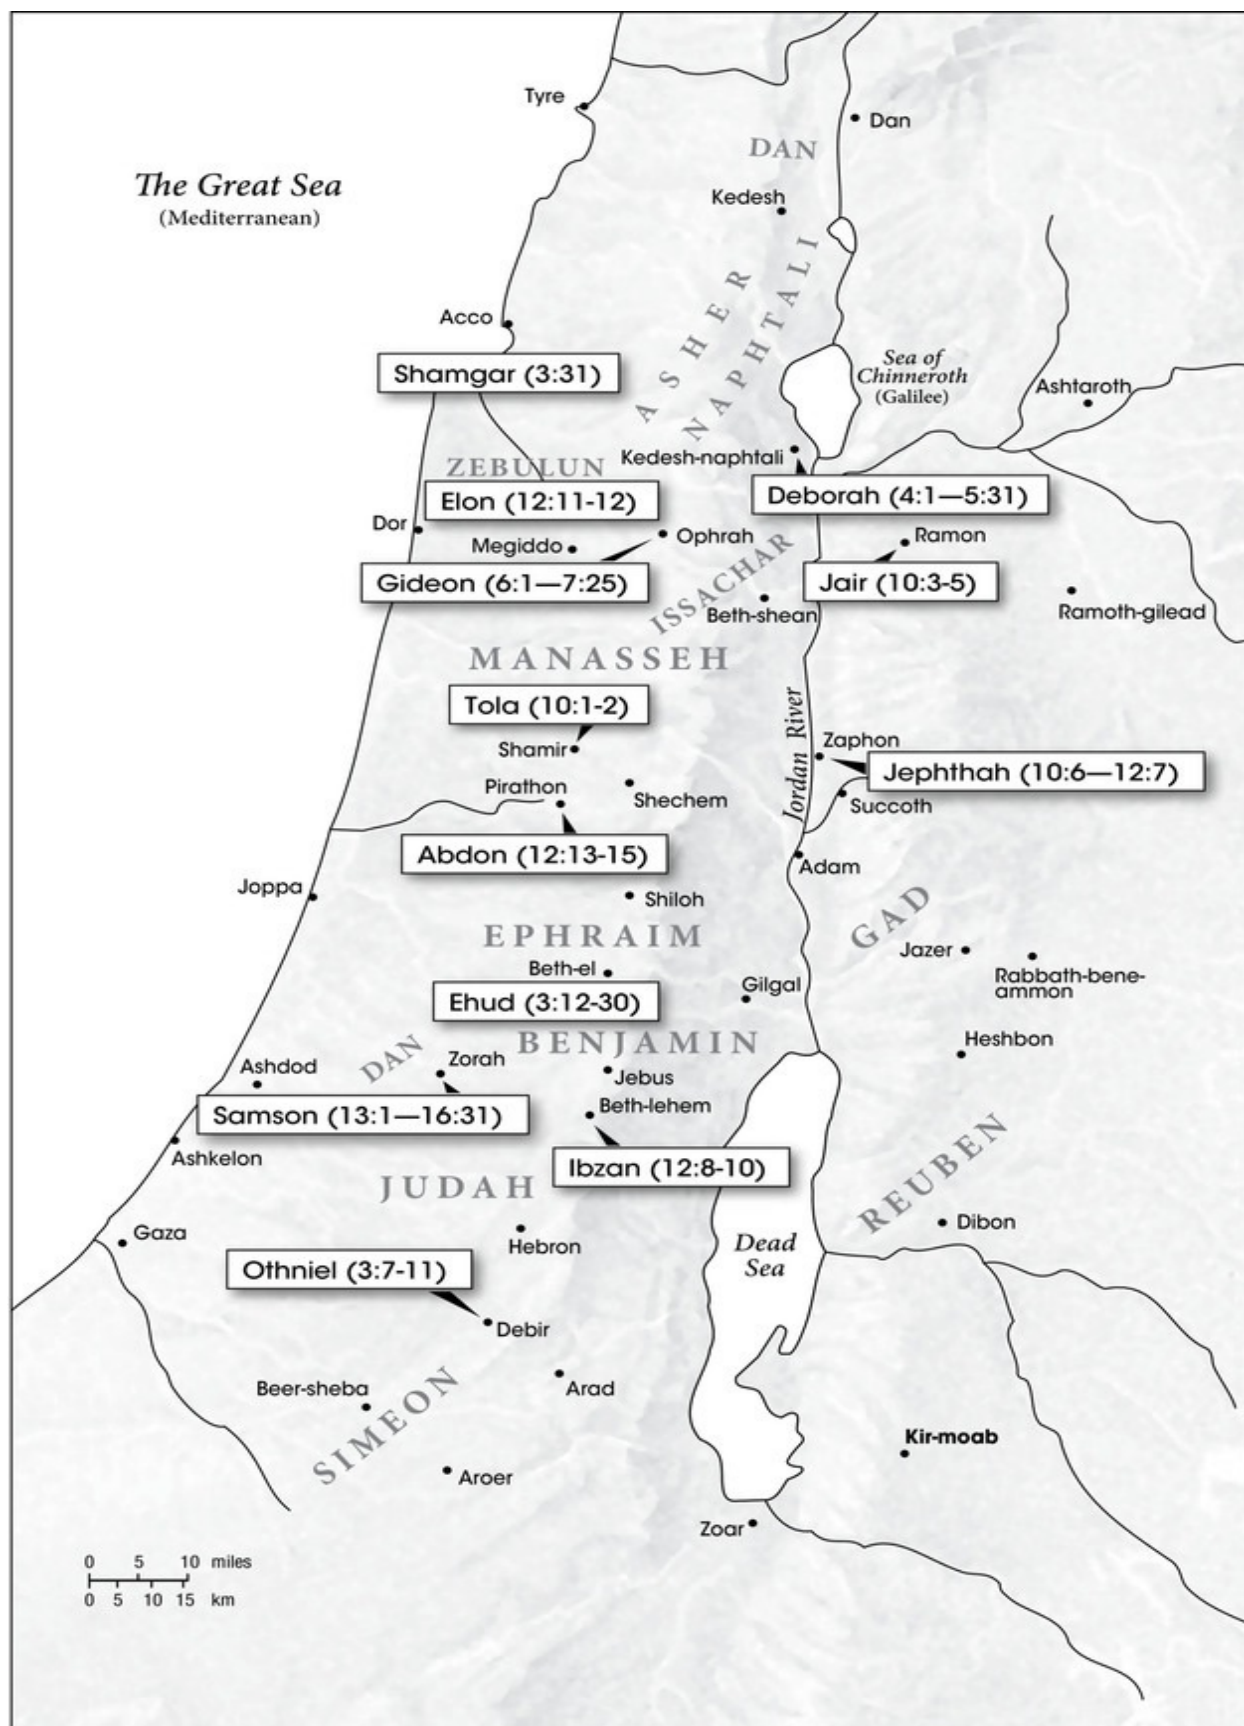 Tyre
Dan
DAN
The Great Sea
(Mediterranean)
Kedesh
ASHER
NAPHTALI
Acco
Shamgar (3:31)
Sea of
Chinneroth
(Galilee)
Ashtaroth
Kedesh-naphtali
ZEBULUN
Deborah (4:1—5:31)
Elon (12:11-12)
Dor
Megiddo
Ophrah
Ramon
ISSACHAR
Gideon (6:1—7:25)
Jair (10:3-5)
Beth-shean
Ramoth-gilead
MANASSEH
Tola (10:1-2)
Jordan River
Shamir
Zaphon
Jephthah (10:6—12:7)
Pirathon
Shechem
Succoth
Abdon (12:13-15)
Adam
Joppa
Shiloh
GAD
EPHRAIM
Jazer
Beth-el
Rabbath-bene-
ammon
Gilgal
Ehud (3:12-30)
BENJAMIN
Heshbon
DAN
Zorah
Ashdod
Jebus
Beth-lehem
Samson (13:1—16:31)
Ashkelon
Ibzan (12:8-10)
REUBEN
JUDAH
Dibon
Gaza
Hebron
Dead
Sea
Othniel (3:7-11)
Debir
Beer-sheba
Arad
SIMEON
Kir-moab
Aroer
Zoar
0 5 10 miles
0 5 10 15 km